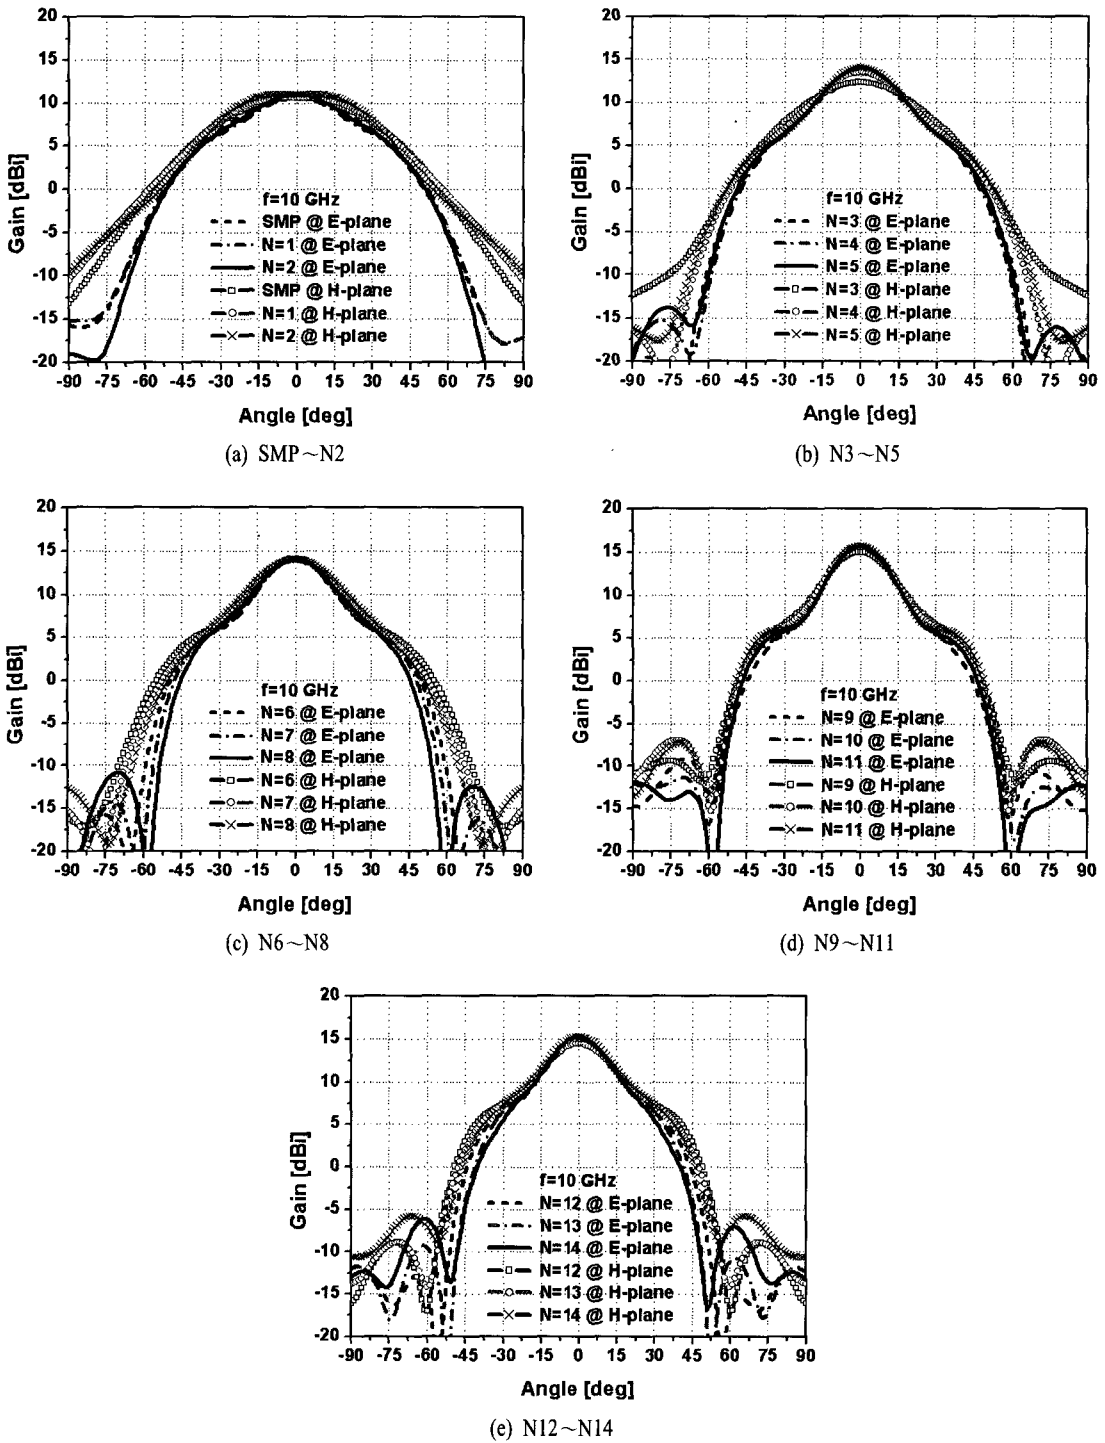 20
15
10
5
0
-5
-10
-15
-20
Gain [dBi]
f=10 GHz
SMP @ E-plane
N=1 @ E-plane
N=2 @ E-plane
SMP @ H-plane
N=1 @ H-plane
N=2 @ H-plane
-90 -75 -60 -45 -30 -15 0 15 30 45 60 75 90
Angle [deg]
(a) SMP~N2
20
15
10
5
0
-5
-10
-15
-20
Gain [dBi]
f=10 GHz
N=3 @ E-plane
N=4 @ E-plane
N=5 @ E-plane
N=3 @ H-plane
N=4 @ H-plane
N=5 @ H-plane
-90 -75 -60 -45 -30 -15 0 15 30 45 60 75 90
Angle [deg]
(b) N3~N5
20
15
10
5
0
-5
-10
-15
-20
Gain [dBi]
f=10 GHz
N=6 @ E-plane
N=7 @ E-plane
N=8 @ E-plane
N=6 @ H-plane
N=7 @ H-plane
N=8 @ H-plane
-90 -75 -60 -45 -30 -15 0 15 30 45 60 75 90
Angle [deg]
(c) N6~N8
20
15
10
5
0
-5
-10
-15
-20
Gain [dBi]
f=10 GHz
N=9 @ E-plane
N=10 @ E-plane
N=11 @ E-plane
N=9 @ H-plane
N=10 @ H-plane
N=11 @ H-plane
-90 -75 -60 -45 -30 -15 0 15 30 45 60 75 90
Angle [deg]
(d) N9~N11
20
15
10
5
0
-5
-10
-15
-20
Gain [dBi]
f=10 GHz
N=12 @ E-plane
N=13 @ E-plane
N=14 @ E-plane
N=12 @ H-plane
N=13 @ H-plane
N=14 @ H-plane
-90 -75 -60 -45 -30 -15 0 15 30 45 60 75 90
Angle [deg]
(e) N12~N14